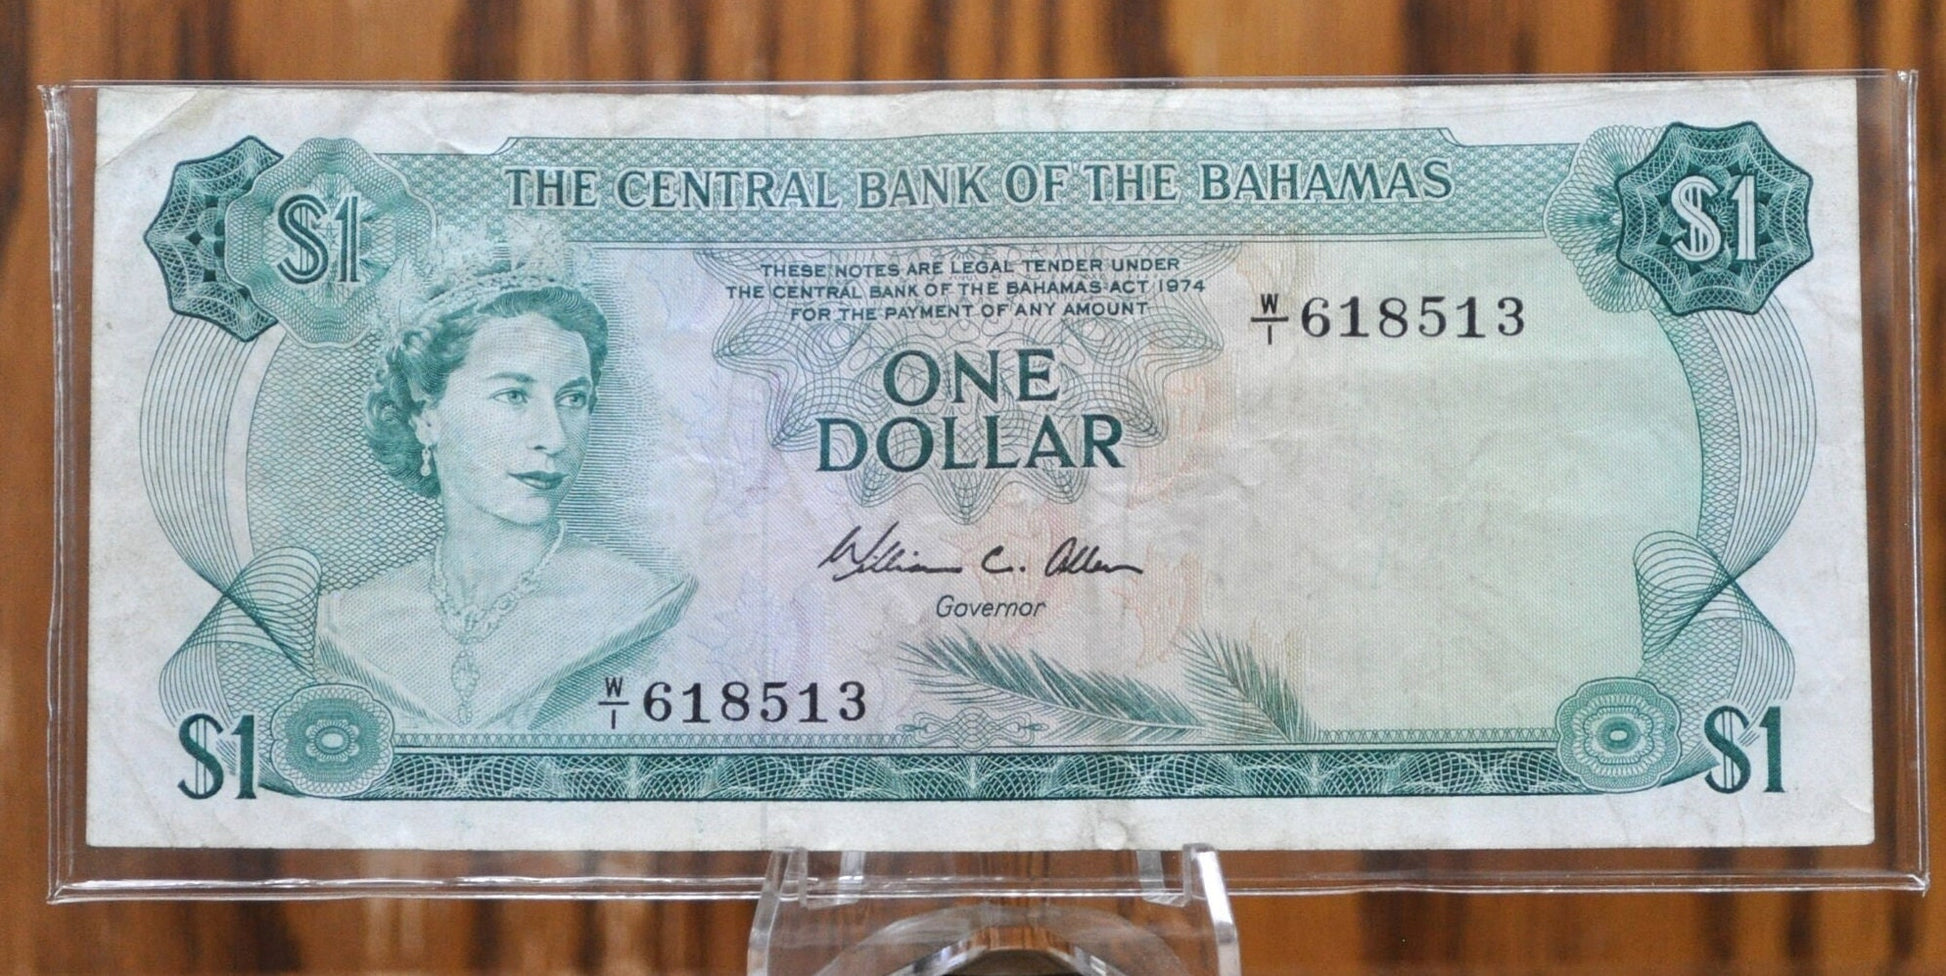 $1
THE CENTRAL BANK OF THE BAHAMAS
$1
THESE NOTES ARE LEGAL TENDER UNDER
THE CENTRAL BANK OF THE BAHAMAS ACT 1974
FOR THE PAYMENT OF ANY AMOUNT
W/1 618513
ONE
DOLLAR
William C. Allen
Governor
W/1 618513
$1
$1